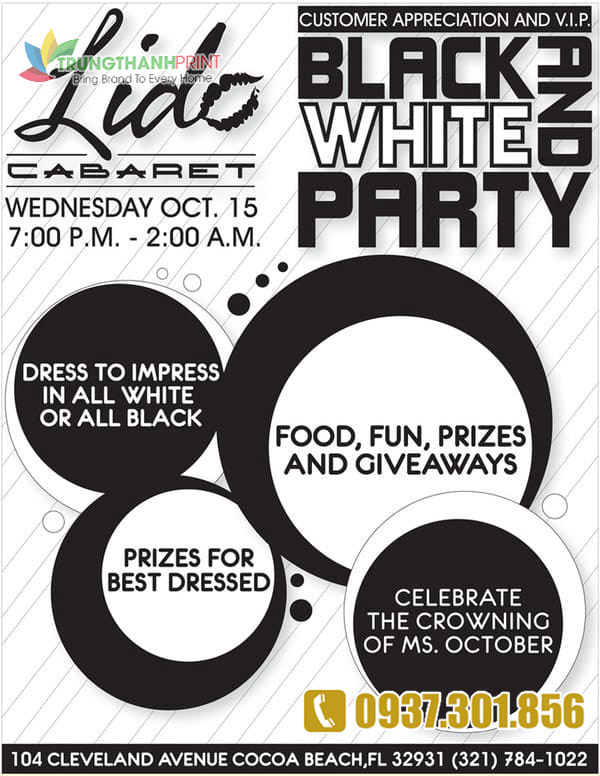 Lido
TRUNGTHANHPRINT
Bring Brand To Every Home
CABARET
WEDNESDAY OCT. 15
7:00 P.M. - 2:00 A.M.
CUSTOMER APPRECIATION AND V.I.P.
BLACK
AND
WHITE
PARTY
DRESS TO IMPRESS
IN ALL WHITE
OR ALL BLACK
FOOD, FUN, PRIZES
AND GIVEAWAYS
PRIZES FOR
BEST DRESSED
CELEBRATE
THE CROWNING
OF MS. OCTOBER
0937.301.856
104 CLEVELAND AVENUE COCOA BEACH,FL 32931 (321) 784-1022